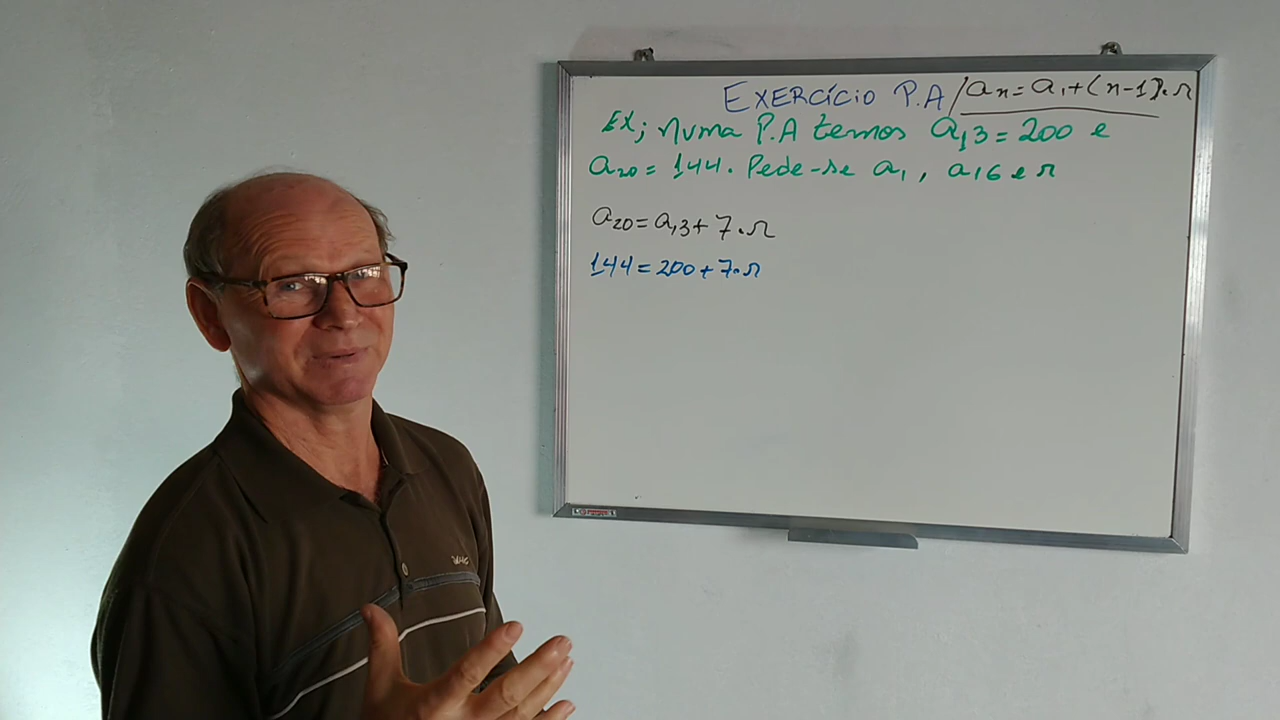 EXERCÍCIO P.A / an = a1 + (n-1).r
EX; numa P.A temos a13 = 200 e
a20 = 144. Pede-se a1, a16 e r
a20 = a13 + 7.r
144 = 200 + 7.r